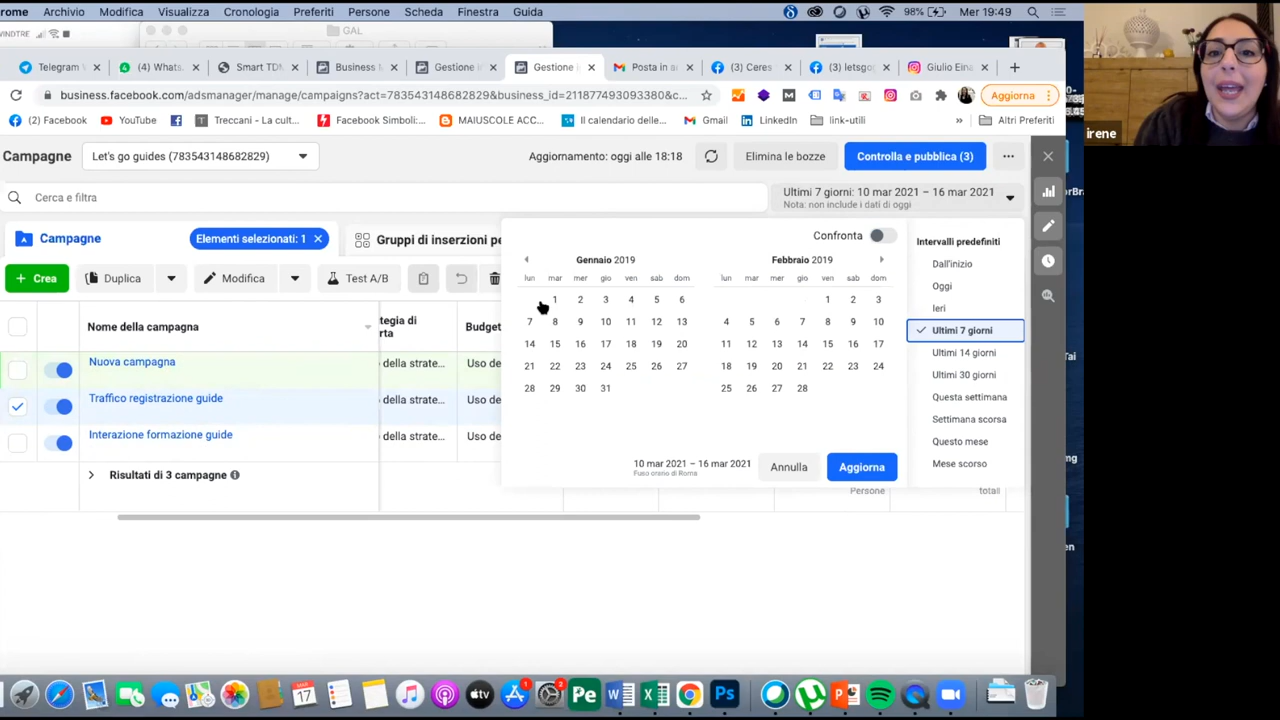 rome Archivio Modifica Visualizza Cronologia Preferiti Persone Scheda Finestra Guida 98% Mer 19:49
WINDTRE
GAL
Telegram V (4) Whats. Smart TDM Business M Gestione i Gestione i Posta in a (3) Ceres (3) letsgo Giulio Eina
business.facebook.com/adsmanager/manage/campaigns?act=783543148682829&business_id=211877493093380&c... Aggiorna
(2) Facebook YouTube Treccani - La cult... Facebook:Simboli:... MAIUSCOLE ACC... Il calendario delle... Gmail LinkedIn link-utili » Altri Preferiti
irene
Campagne Let's go guides (783543148682829) Aggiornamento: oggi alle 18:18 Elimina le bozze Controlla e pubblica (3)
Cerca e filtra
Ultimi 7 giorni: 10 mar 2021 – 16 mar 2021
Nota: non include i dati di oggi
Campagne Elementi selezionati: 1 Gruppi di inserzioni pe
+ Crea Duplica Modifica Test A/B
Nome della campagna
tegia di
rta
Budget
Nuova campagna della strate... Uso de
Traffico registrazione guide della strate... Uso de
Interazione formazione guide della strate... Uso de
Risultati di 3 campagne
Confronta
Gennaio 2019
lun mar mer gio ven sab dom
1 2 3 4 5 6
7 8 9 10 11 12 13
14 15 16 17 18 19 20
21 22 23 24 25 26 27
28 29 30 31
Febbraio 2019
lun mar mer gio ven sab dom
1 2 3
4 5 6 7 8 9 10
11 12 13 14 15 16 17
18 19 20 21 22 23 24
25 26 27 28
10 mar 2021 – 16 mar 2021
Fuso orario di Roma
Annulla Aggiorna
Persone totali
Intervalli predefiniti
Dall'inizio
Oggi
Ieri
Ultimi 7 giorni
Ultimi 14 giorni
Ultimi 30 giorni
Questa settimana
Settimana scorsa
Questo mese
Mese scorso
MAR
17